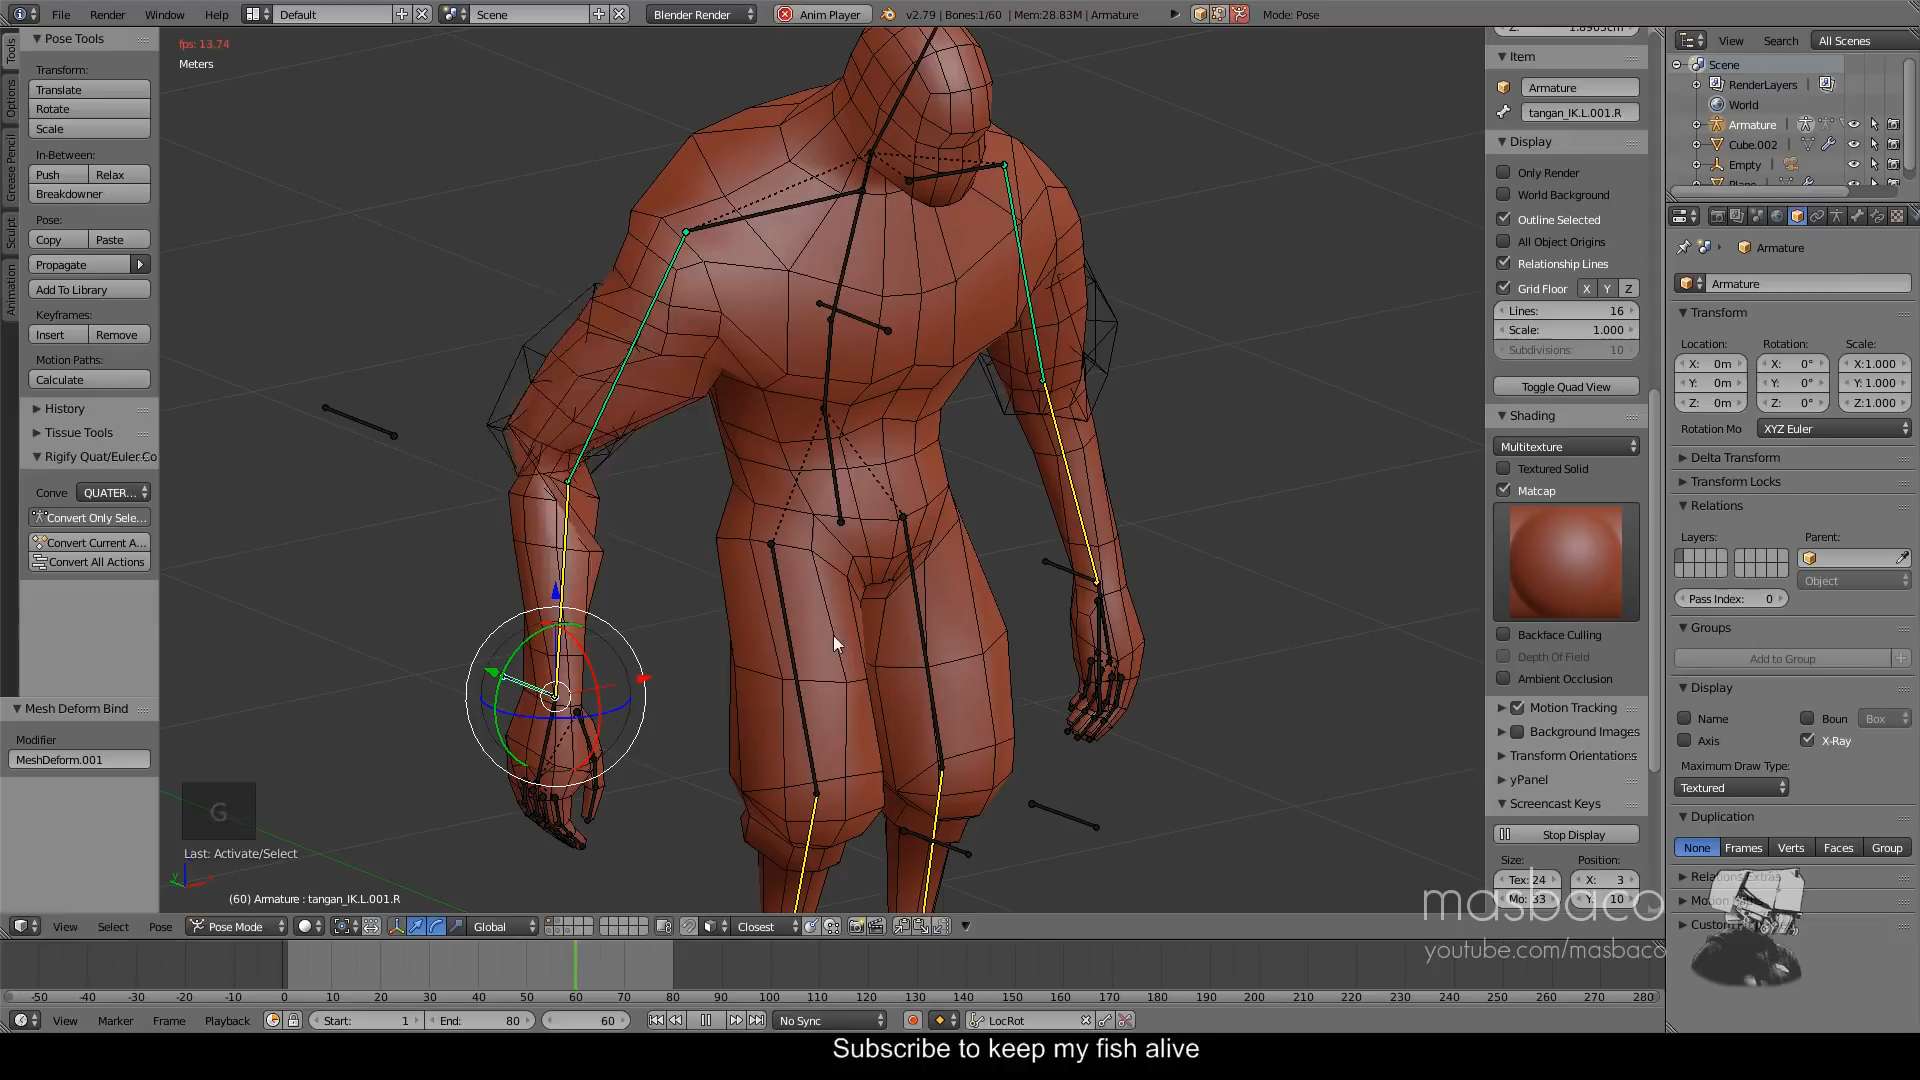 File Render Window Help Default Scene Blender Render Anim Player v2.79 | Bones:1/60 | Mem:28.83M | Armature Mode: Pose
Tools
Options
Grease Pencil
Sculpt
Animation
Pose Tools
Transform:
Translate
Rotate
Scale
In-Between:
Push Relax
Breakdowner
Pose:
Copy Paste
Propagate
Add To Library
Keyframes:
Insert Remove
Motion Paths:
Calculate
History
Tissue Tools
Rigify Quat/Euler Co
Conve QUATER...
Convert Only Sele...
Convert Current A...
Convert All Actions
Mesh Deform Bind
Modifier
MeshDeform.001
fps: 13.74
Meters
G
Last: Activate/Select
(60) Armature : tangan_IK.L.001.R
Item
Armature
tangan_IK.L.001.R
Display
Only Render
World Background
Outline Selected
All Object Origins
Relationship Lines
Grid Floor X Y Z
Lines: 16
Scale: 1.000
Subdivisions: 10
Toggle Quad View
Shading
Multitexture
Textured Solid
Matcap
Backface Culling
Depth Of Field
Ambient Occlusion
Motion Tracking
Background Images
Transform Orientations
yPanel
Screencast Keys
Stop Display
Size: Position:
Tex: 24 X: 3
Mo: 33 Y: 10
View Search All Scenes
Scene
RenderLayers
World
Armature
Cube.002
Empty
Armature
Armature
Transform
Location: Rotation: Scale:
X: 0m X: 0° X:1.000
Y: 0m Y: 0° Y:1.000
Z: 0m Z: 0° Z:1.000
Rotation Mo XYZ Euler
Delta Transform
Transform Locks
Relations
Layers: Parent:
Object
Pass Index: 0
Groups
Add to Group
Display
Name Boun Box
Axis X-Ray
Maximum Draw Type:
Textured
Duplication
None Frames Verts Faces Group
masbaco
youtube.com/masbaco
View Select Pose Pose Mode Global Closest
-50 -40 -30 -20 -10 0 10 20 30 40 50 60 70 80 90 100 110 120 130 140 150 160 170 180 190 200 210 220 230 240 250 260 270 280
View Marker Frame Playback Start: 1 End: 80 60 No Sync LocRot
Subscribe to keep my fish alive